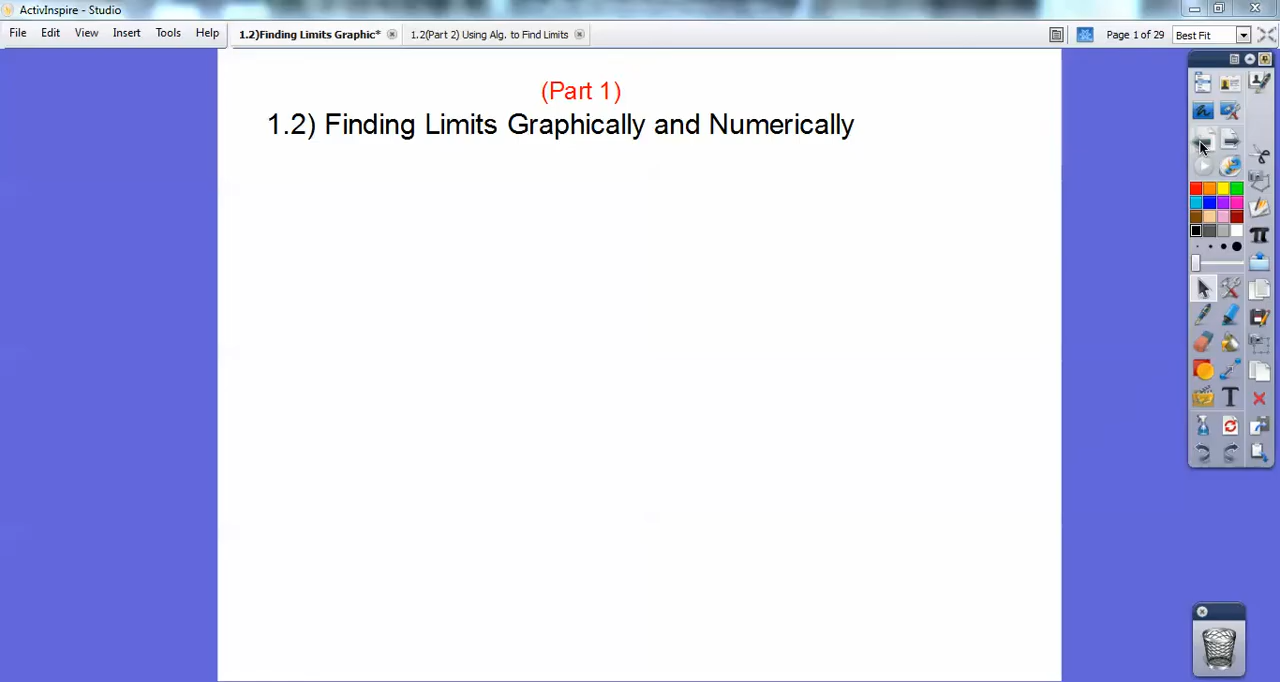 ActivInspire - Studio
File Edit View Insert Tools Help
1.2)Finding Limits Graphic* 1.2(Part 2) Using Alg. to Find Limits
Page 1 of 29 Best Fit
(Part 1)
1.2) Finding Limits Graphically and Numerically